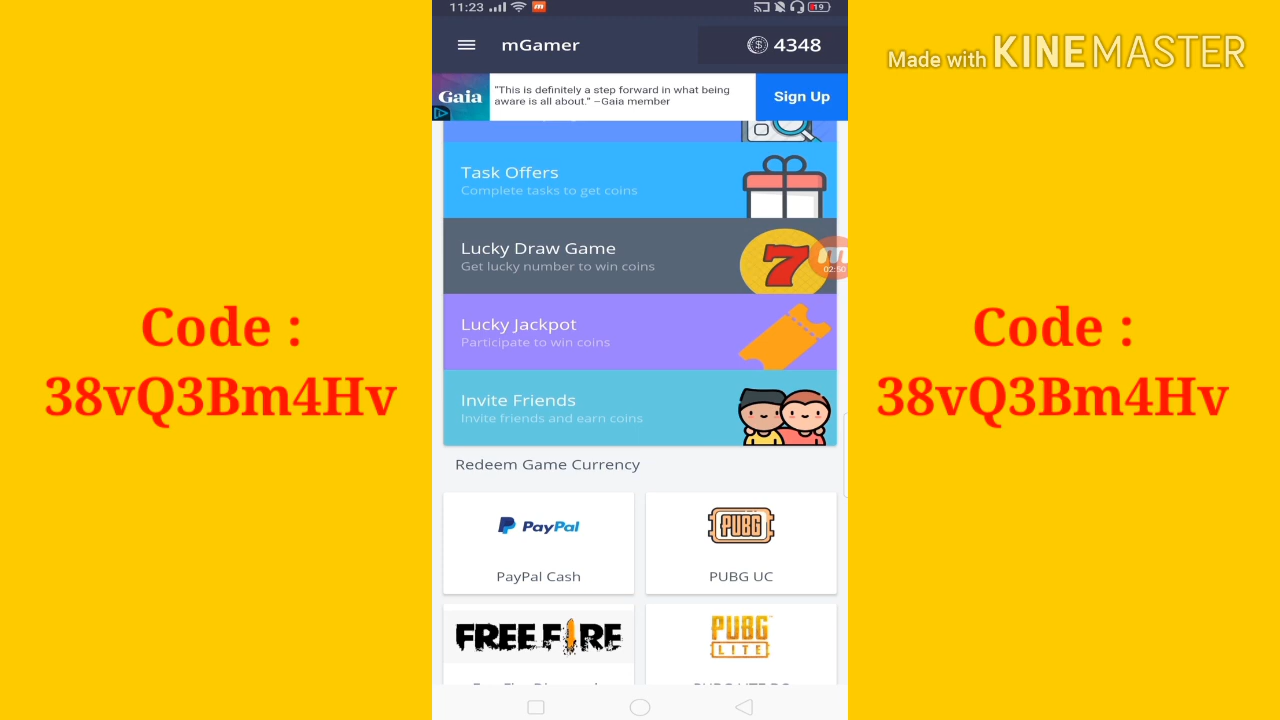 11:23
19
mGamer
4348
Made with KINEMASTER
Gaia
"This is definitely a step forward in what being
aware is all about." –Gaia member
Sign Up
Task Offers
Complete tasks to get coins
Lucky Draw Game
Get lucky number to win coins
7
02:50
Lucky Jackpot
Participate to win coins
Invite Friends
Invite friends and earn coins
Code :
38vQ3Bm4Hv
Code :
38vQ3Bm4Hv
Redeem Game Currency
PayPal
PUBG
PayPal Cash
PUBG UC
FREE FIRE
PUBG
LITE